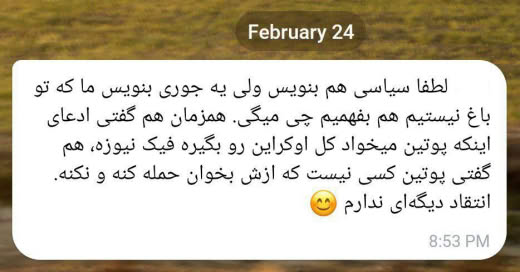 February 24
لطفا سیاسی هم بنویس ولی یه جوری بنویس ما که تو
باغ نیستیم هم بفهمیم چی میگی. همزمان هم گفتی ادعای
اینکه پوتین میخواد کل اوکراین رو بگیره فیک نیوزه، هم
گفتی پوتین کسی نیست که ازش بخوان حمله کنه و نکنه.
انتقاد دیگه‌ای ندارم 😊
8:53 PM